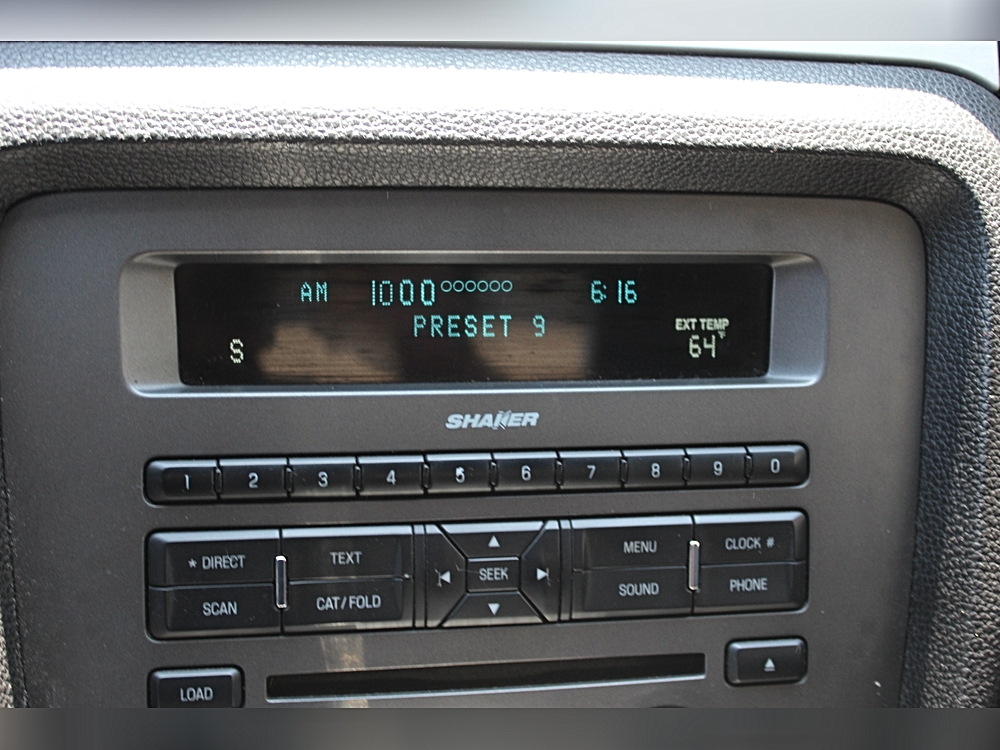 AM 1000°°°°°° 6:16
PRESET 9
EXT TEMP
S 64°F
SHAKER
1 2 3 4 5 6 7 8 9 0
* DIRECT TEXT MENU CLOCK #
SEEK
SCAN CAT/FOLD SOUND PHONE
LOAD